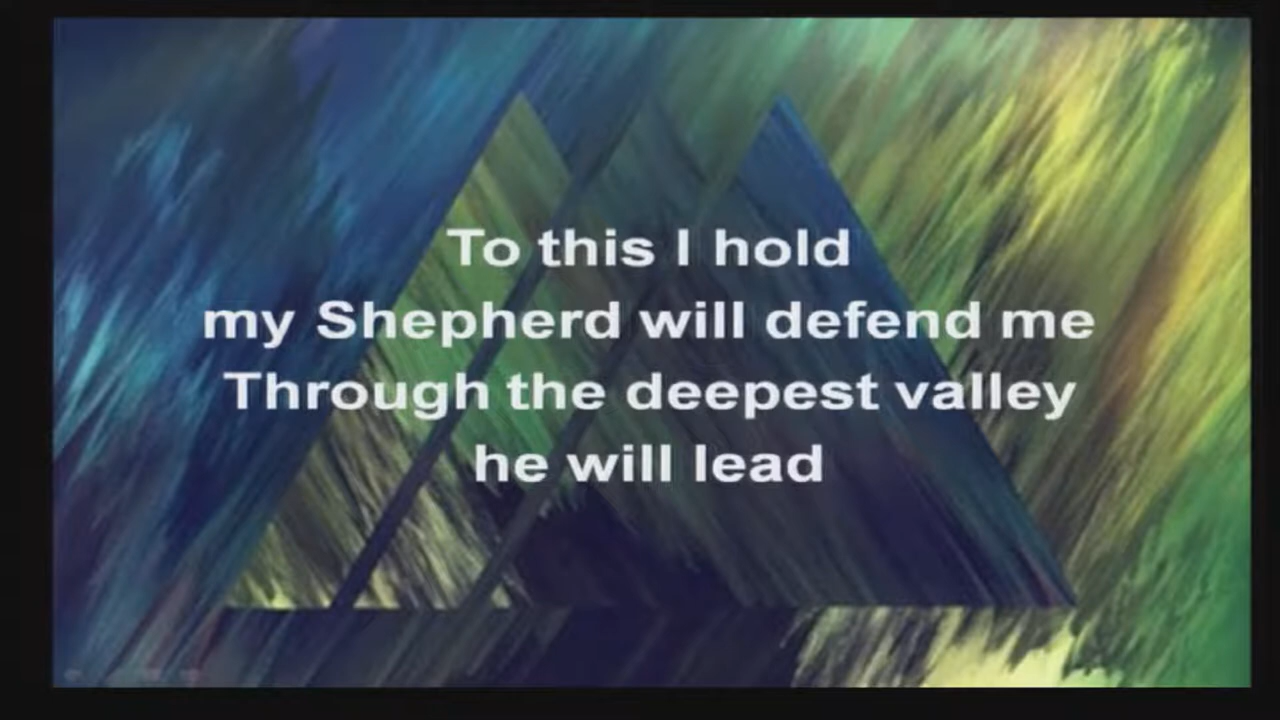 To this I hold
my Shepherd will defend me
Through the deepest valley
he will lead